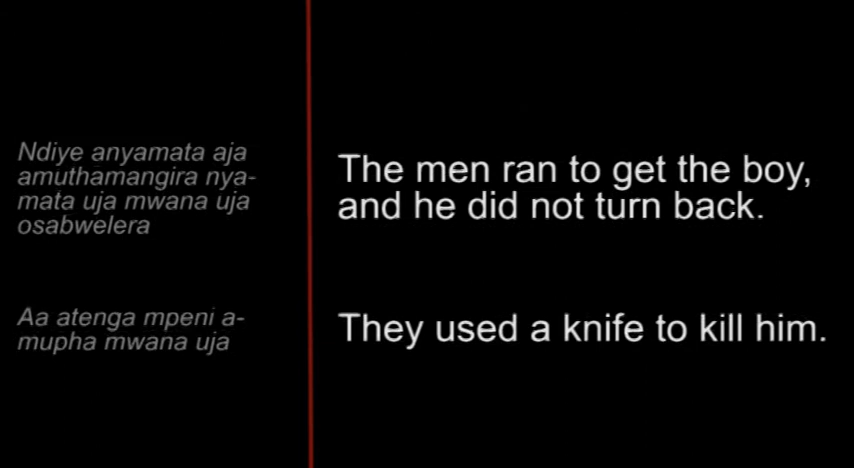 Ndiye anyamata aja
amuthamangira nya-
mata uja mwana uja
osabwelera
The men ran to get the boy,
and he did not turn back.
Aa atenga mpeni a-
mupha mwana uja
They used a knife to kill him.